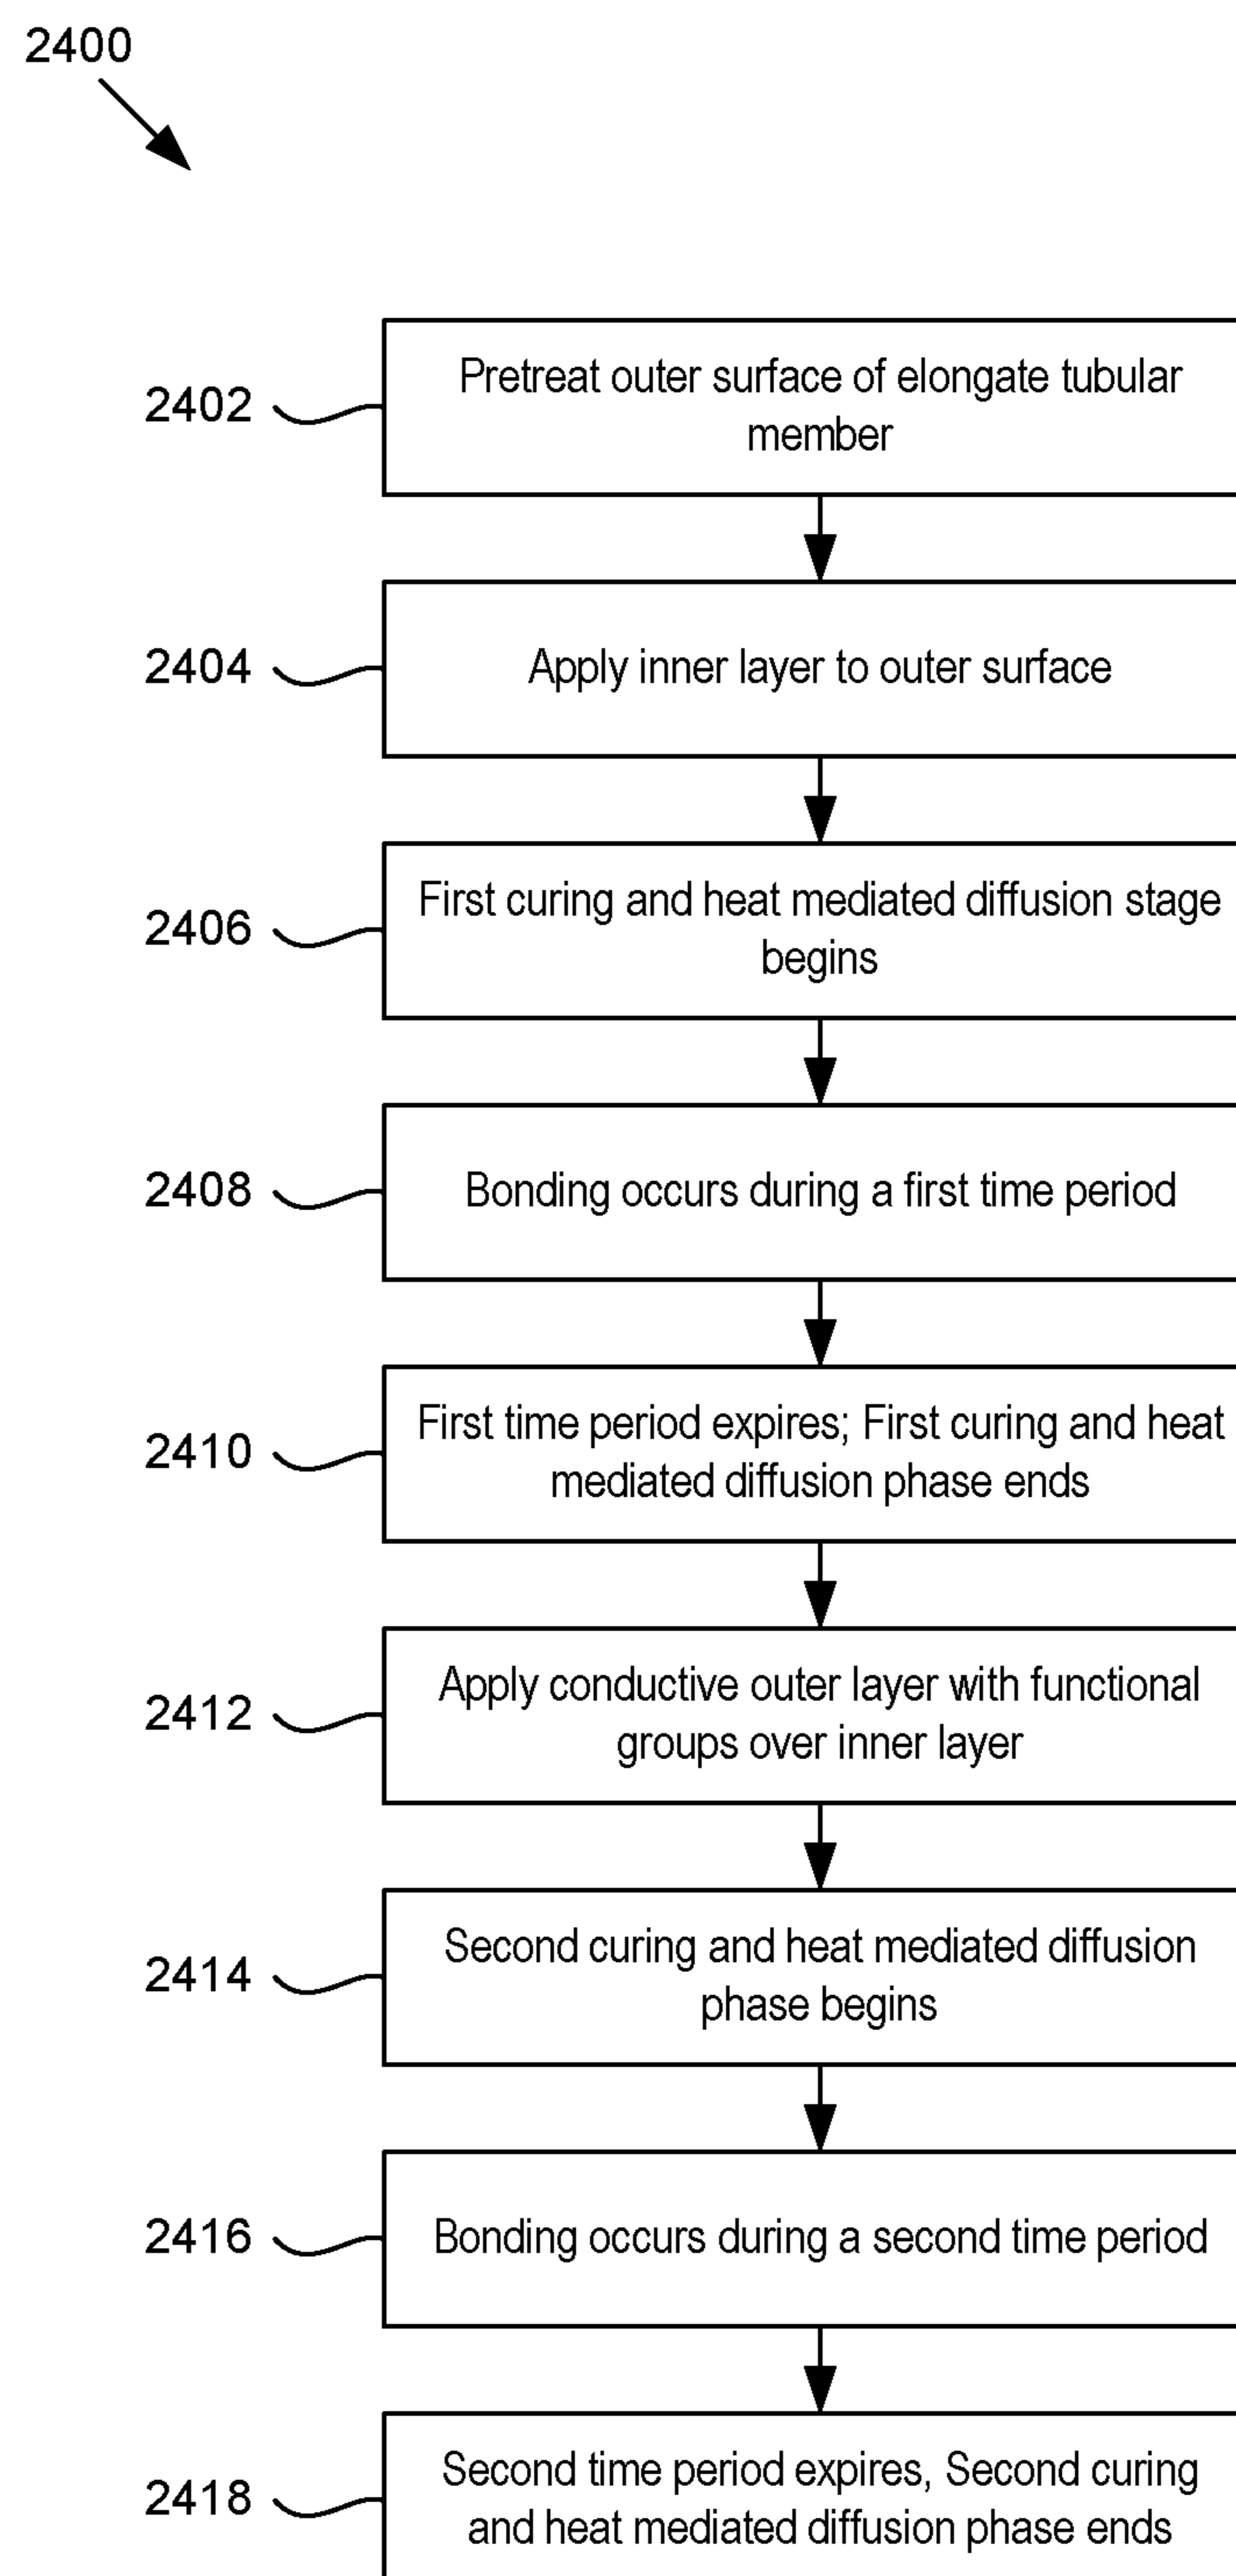 2400
2402
Pretreat outer surface of elongate tubular
member
2404
Apply inner layer to outer surface
2406
First curing and heat mediated diffusion stage
begins
2408
Bonding occurs during a first time period
2410
First time period expires; First curing and heat
mediated diffusion phase ends
2412
Apply conductive outer layer with functional
groups over inner layer
2414
Second curing and heat mediated diffusion
phase begins
2416
Bonding occurs during a second time period
2418
Second time period expires, Second curing
and heat mediated diffusion phase ends